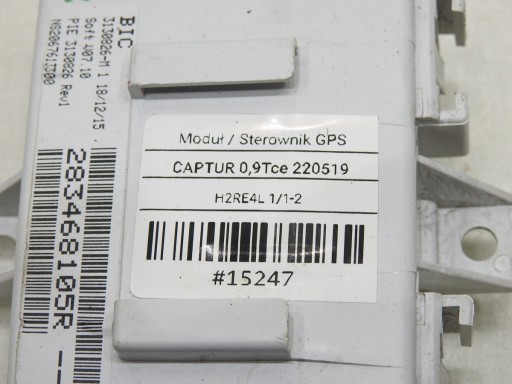 BIC
3130826-M 1 18/12/15
Soft 407.10
PIE 3130826 Rev1
NS2067613300
283468105R --
Moduł / Sterownik GPS
CAPTUR 0,9Tce 220519
H2RE4L 1/1-2
#15247